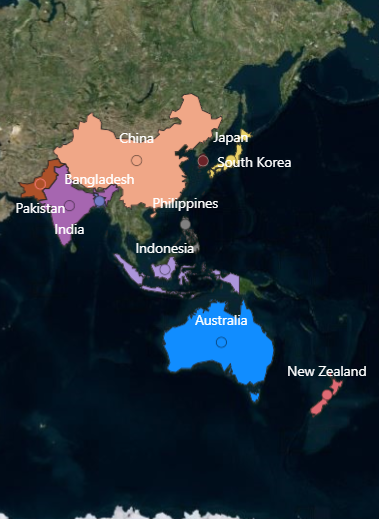 China
Japan
South Korea
Bangladesh
Pakistan
Philippines
India
Indonesia
Australia
New Zealand